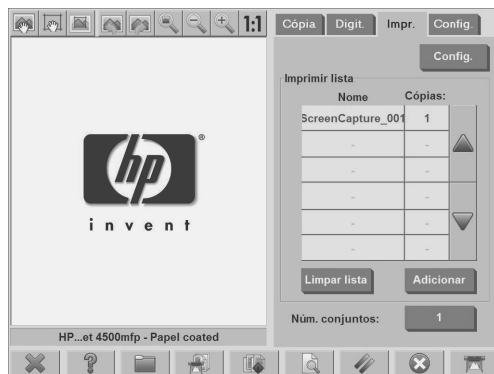 1:1
Cópia Digit. Impr. Config.
Config.
Imprimir lista
Nome Cópias:
ScreenCapture_001 1
- -
- -
- -
- -
- -
Limpar lista Adicionar
Núm. conjuntos: 1
hp ®
invent
HP...et 4500mfp - Papel coated
?